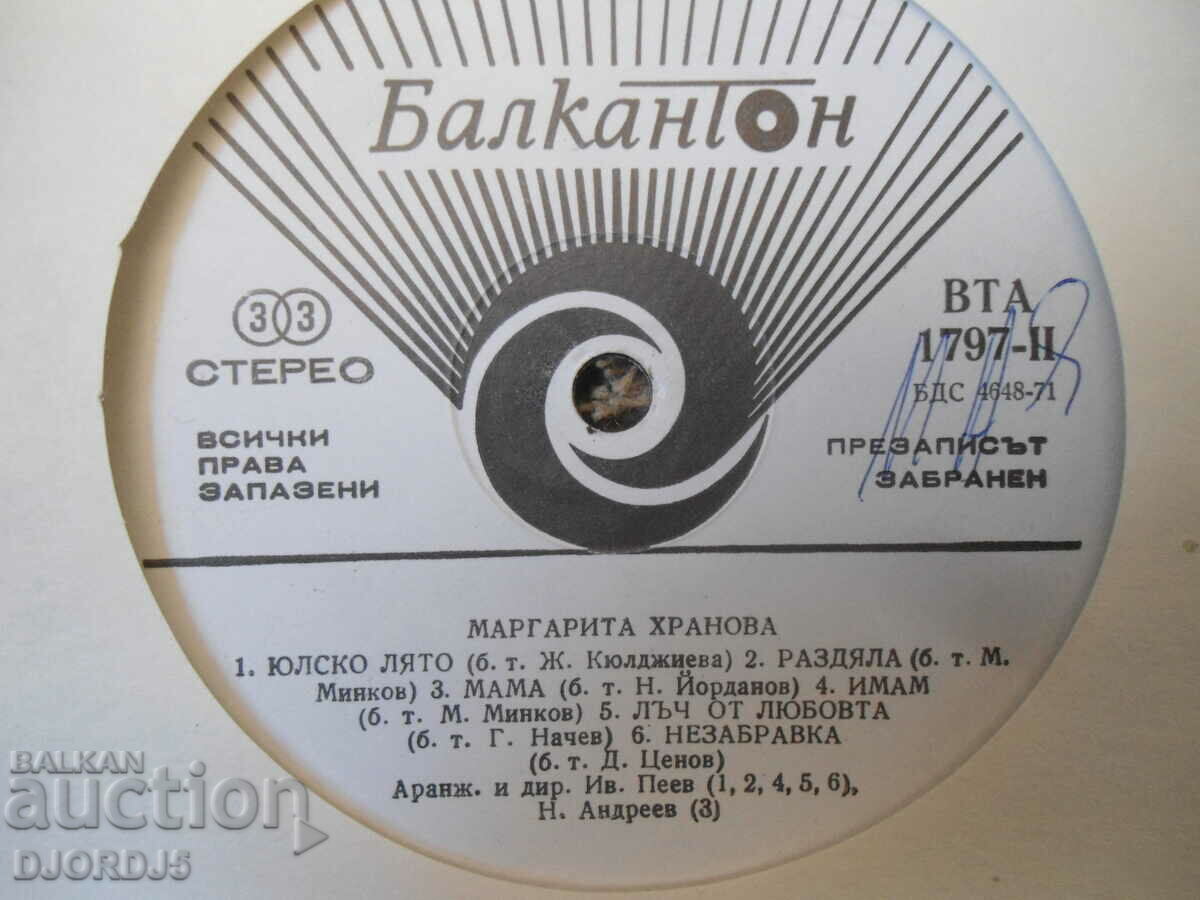 Балкантон
33
СТЕРЕО
ВСИЧКИ
ПРАВА
ЗАПАЗЕНИ
ВТА
1797-II
БДС 4648-71
ПРЕЗАПИСЪТ
ЗАБРАНЕН
МАРГАРИТА ХРАНОВА
1. ЮЛСКО ЛЯТО (б. т. Ж. Кюлджиева) 2. РАЗДЯЛА (б. т. М.
Минков) 3. МАМА (б. т. Н. Йорданов) 4. ИМАМ
(б. т. М. Минков) 5. ЛЪЧ ОТ ЛЮБОВТА
(б. т. Г. Начев) 6. НЕЗАБРАВКА
(б. т. Д. Ценов)
Аранж. и дир. Ив. Пеев (1, 2, 4, 5, 6),
Н. Андреев (3)
BALKAN
auction
DJORDJ5